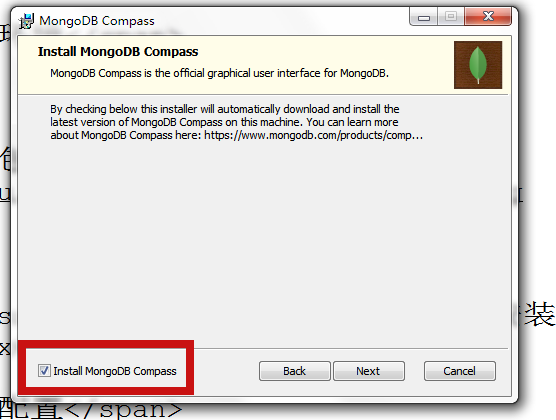 MongoDB Compass
Install MongoDB Compass
MongoDB Compass is the official graphical user interface for MongoDB.
By checking below this installer will automatically download and install the
latest version of MongoDB Compass on this machine. You can learn more
about MongoDB Compass here: https://www.mongodb.com/products/comp...
装
Install MongoDB Compass
Back
Next
Cancel
配置</span>